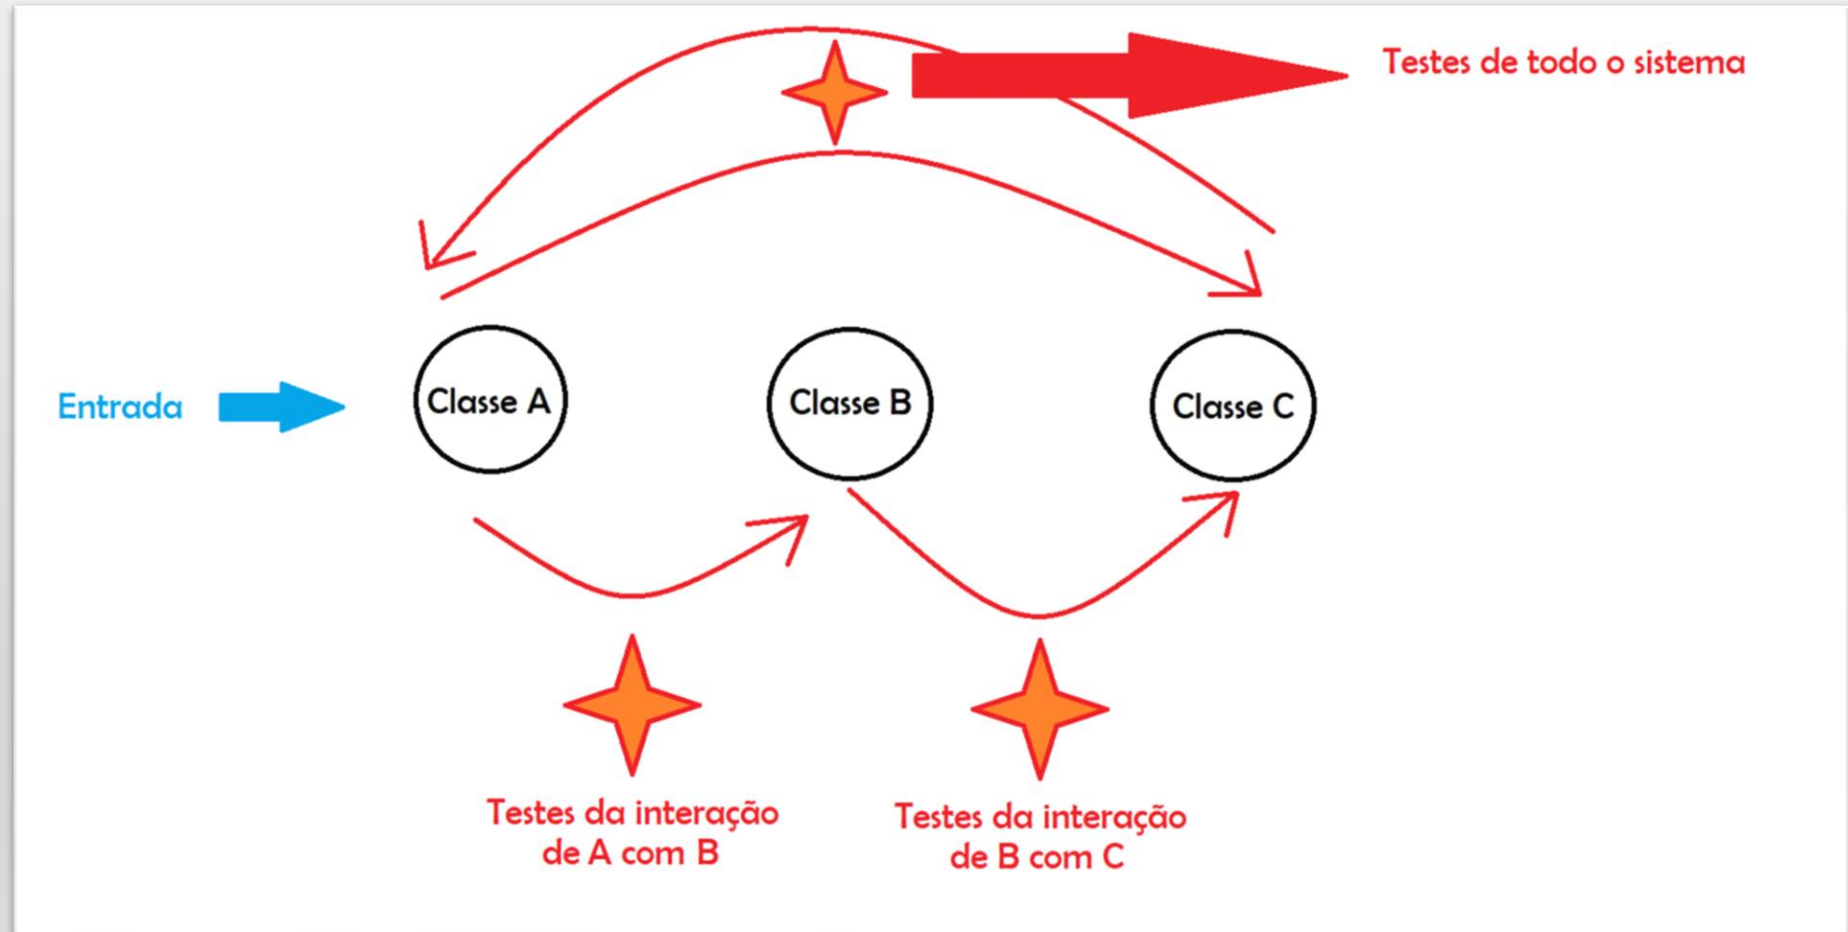 Testes de todo o sistema
Entrada
Classe A
Classe B
Classe C
Testes da interação
de A com B
Testes da interação
de B com C